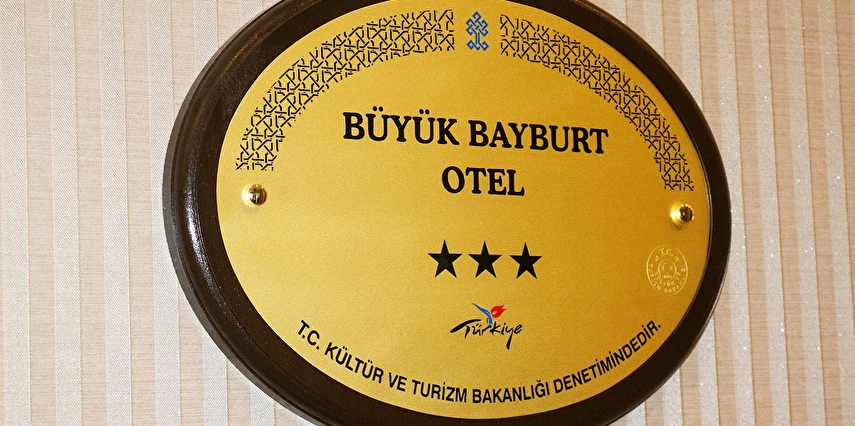 BÜYÜK BAYBURT
OTEL
Türkiye
T.C. KÜLTÜR VE TURİZM BAKANLIĞI DENETİMİNDEDİR.